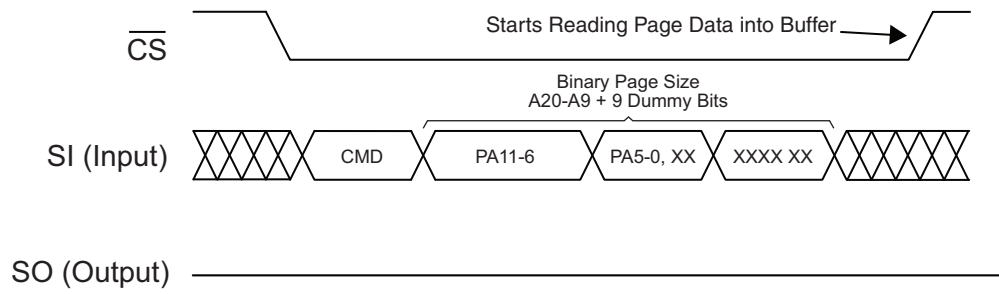 Starts Reading Page Data into Buffer
CS
Binary Page Size
A20-A9 + 9 Dummy Bits
SI (Input)
CMD
PA11-6
PA5-0, XX
XXXX XX
SO (Output)